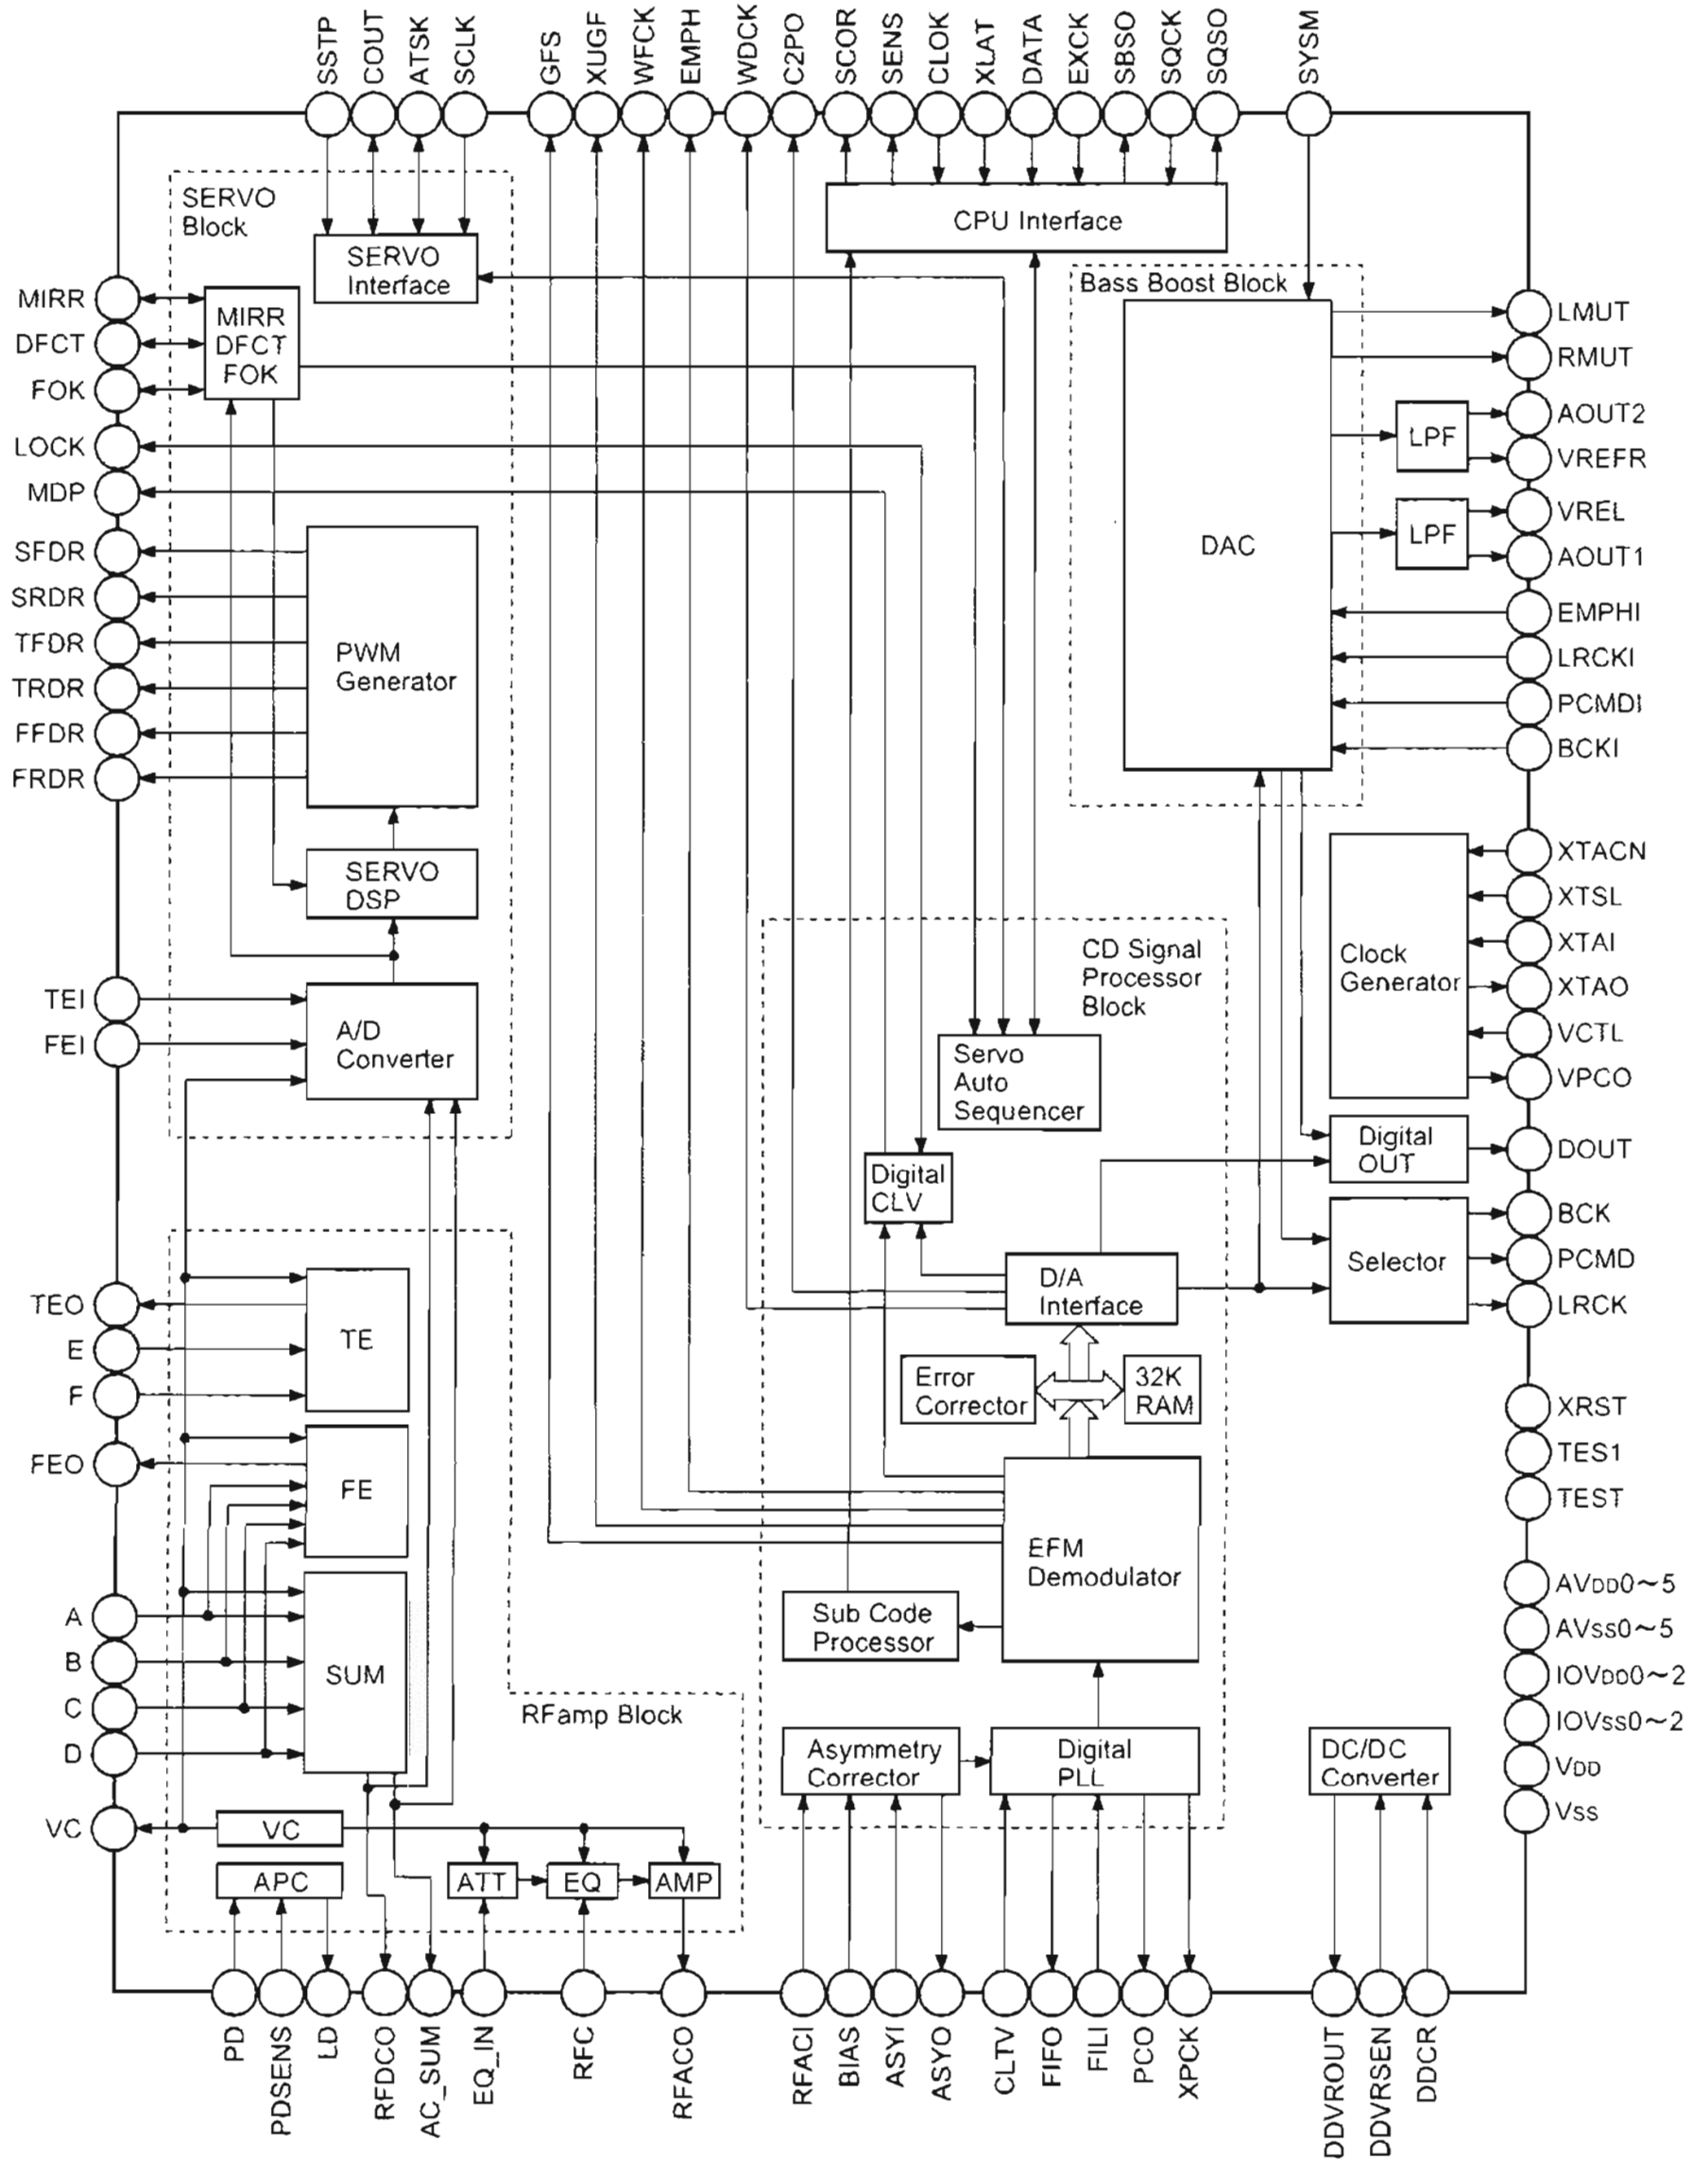 SSTP
COUT
ATSK
SCLK
GFS
XUGF
WFCK
EMPH
WDCK
C2PO
SCOR
SENS
CLOK
XLAT
DATA
EXCK
SBSO
SQCK
SQSO
SYSM
SERVO
Block
SERVO
Interface
CPU Interface
Bass Boost Block
MIRR
DFCT
FOK
LOCK
MDP
SFDR
SRDR
TFDR
TRDR
FFDR
FRDR
TEI
FEI
TEO
E
F
FEO
A
B
C
D
VC
MIRR
DFCT
FOK
PWM
Generator
SERVO
DSP
A/D
Converter
TE
FE
SUM
RFamp Block
VC
APC
ATT
EQ
AMP
CD Signal
Processor
Block
Servo
Auto
Sequencer
Digital
CLV
D/A
Interface
Error
Corrector
32K
RAM
EFM
Demodulator
Sub Code
Processor
Asymmetry
Corrector
Digital
PLL
DAC
LPF
LPF
Clock
Generator
Digital
OUT
Selector
DC/DC
Converter
LMUT
RMUT
AOUT2
VREFR
VREL
AOUT1
EMPHI
LRCKI
PCMDI
BCKI
XTACN
XTSL
XTAI
XTAO
VCTL
VPCO
DOUT
BCK
PCMD
LRCK
XRST
TES1
TEST
AVDD0~5
AVSS0~5
IOVDD0~2
IOVSS0~2
VDD
VSS
PD
PDSENS
LD
RFDCO
AC_SUM
EQ_IN
RFC
RFACO
RFACI
BIAS
ASYI
ASYO
CLTV
FIFO
FILI
PCO
XPCK
DDVROUT
DDVRSEN
DDCR